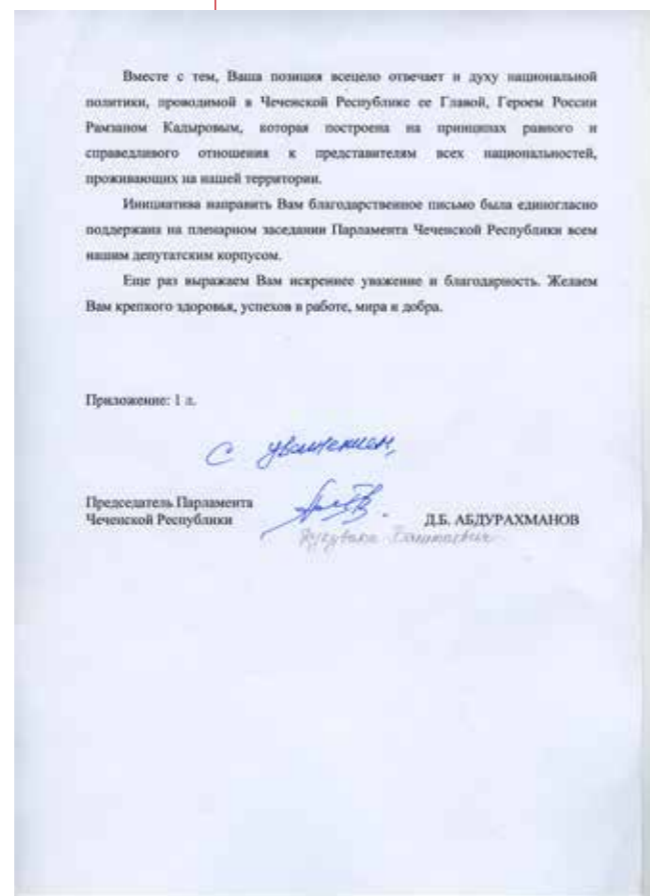 Вместе с тем, Ваша позиция всецело отвечает и духу национальной
политики, проводимой в Чеченской Республике ее Главой, Героем России
Рамзаном Кадыровым, которая построена на принципах равного и
справедливого отношения к представителям всех национальностей,
проживающих на нашей территории.
Инициатива направить Вам благодарственное письмо была единогласно
поддержана на пленарном заседании Парламента Чеченской Республики всем
нашим депутатским корпусом.
Еще раз выражаем Вам искреннее уважение и благодарность. Желаем
Вам крепкого здоровья, успехов в работе, мира и добра.
Приложение: 1 л.
С уважением,
Председатель Парламента
Чеченской Республики
Д.Б. АБДУРАХМАНОВ
Дукуваха Баштаевич